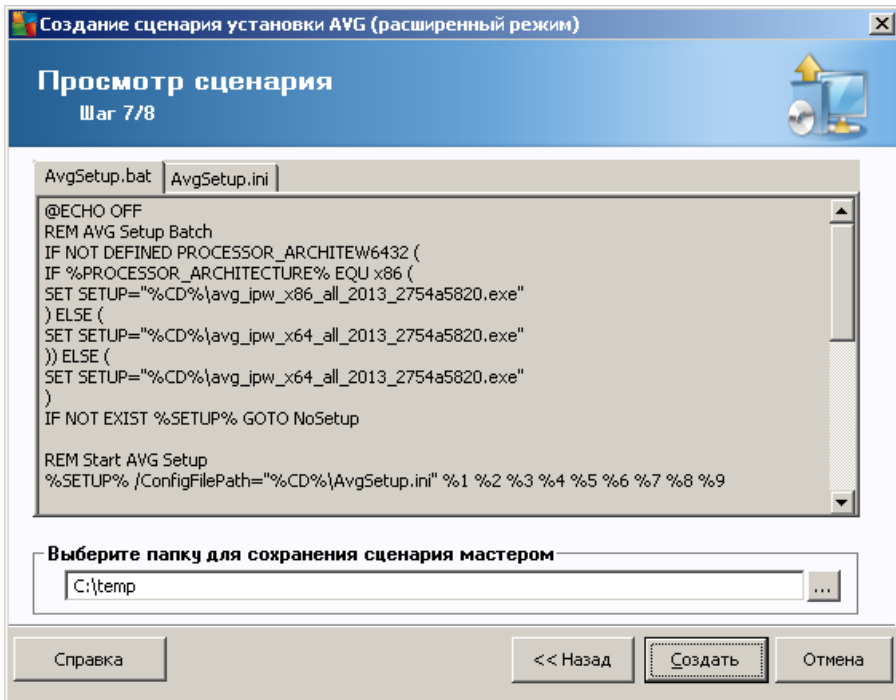 Создание сценария установки AVG (расширенный режим)
Просмотр сценария
Шаг 7/8
AvgSetup.bat
AvgSetup.ini
@ECHO OFF
REM AVG Setup Batch
IF NOT DEFINED PROCESSOR_ARCHITEW6432 (
IF %PROCESSOR_ARCHITECTURE% EQU x86 (
SET SETUP="%CD%\avg_ipw_x86_all_2013_2754a5820.exe"
) ELSE (
SET SETUP="%CD%\avg_ipw_x64_all_2013_2754a5820.exe"
)) ELSE (
SET SETUP="%CD%\avg_ipw_x64_all_2013_2754a5820.exe"
)
IF NOT EXIST %SETUP% GOTO NoSetup
REM Start AVG Setup
%SETUP% /ConfigFilePath="%CD%\AvgSetup.ini" %1 %2 %3 %4 %5 %6 %7 %8 %9
Выберите папку для сохранения сценария мастером
C:\temp
...
Справка
<< Назад
Создать
Отмена